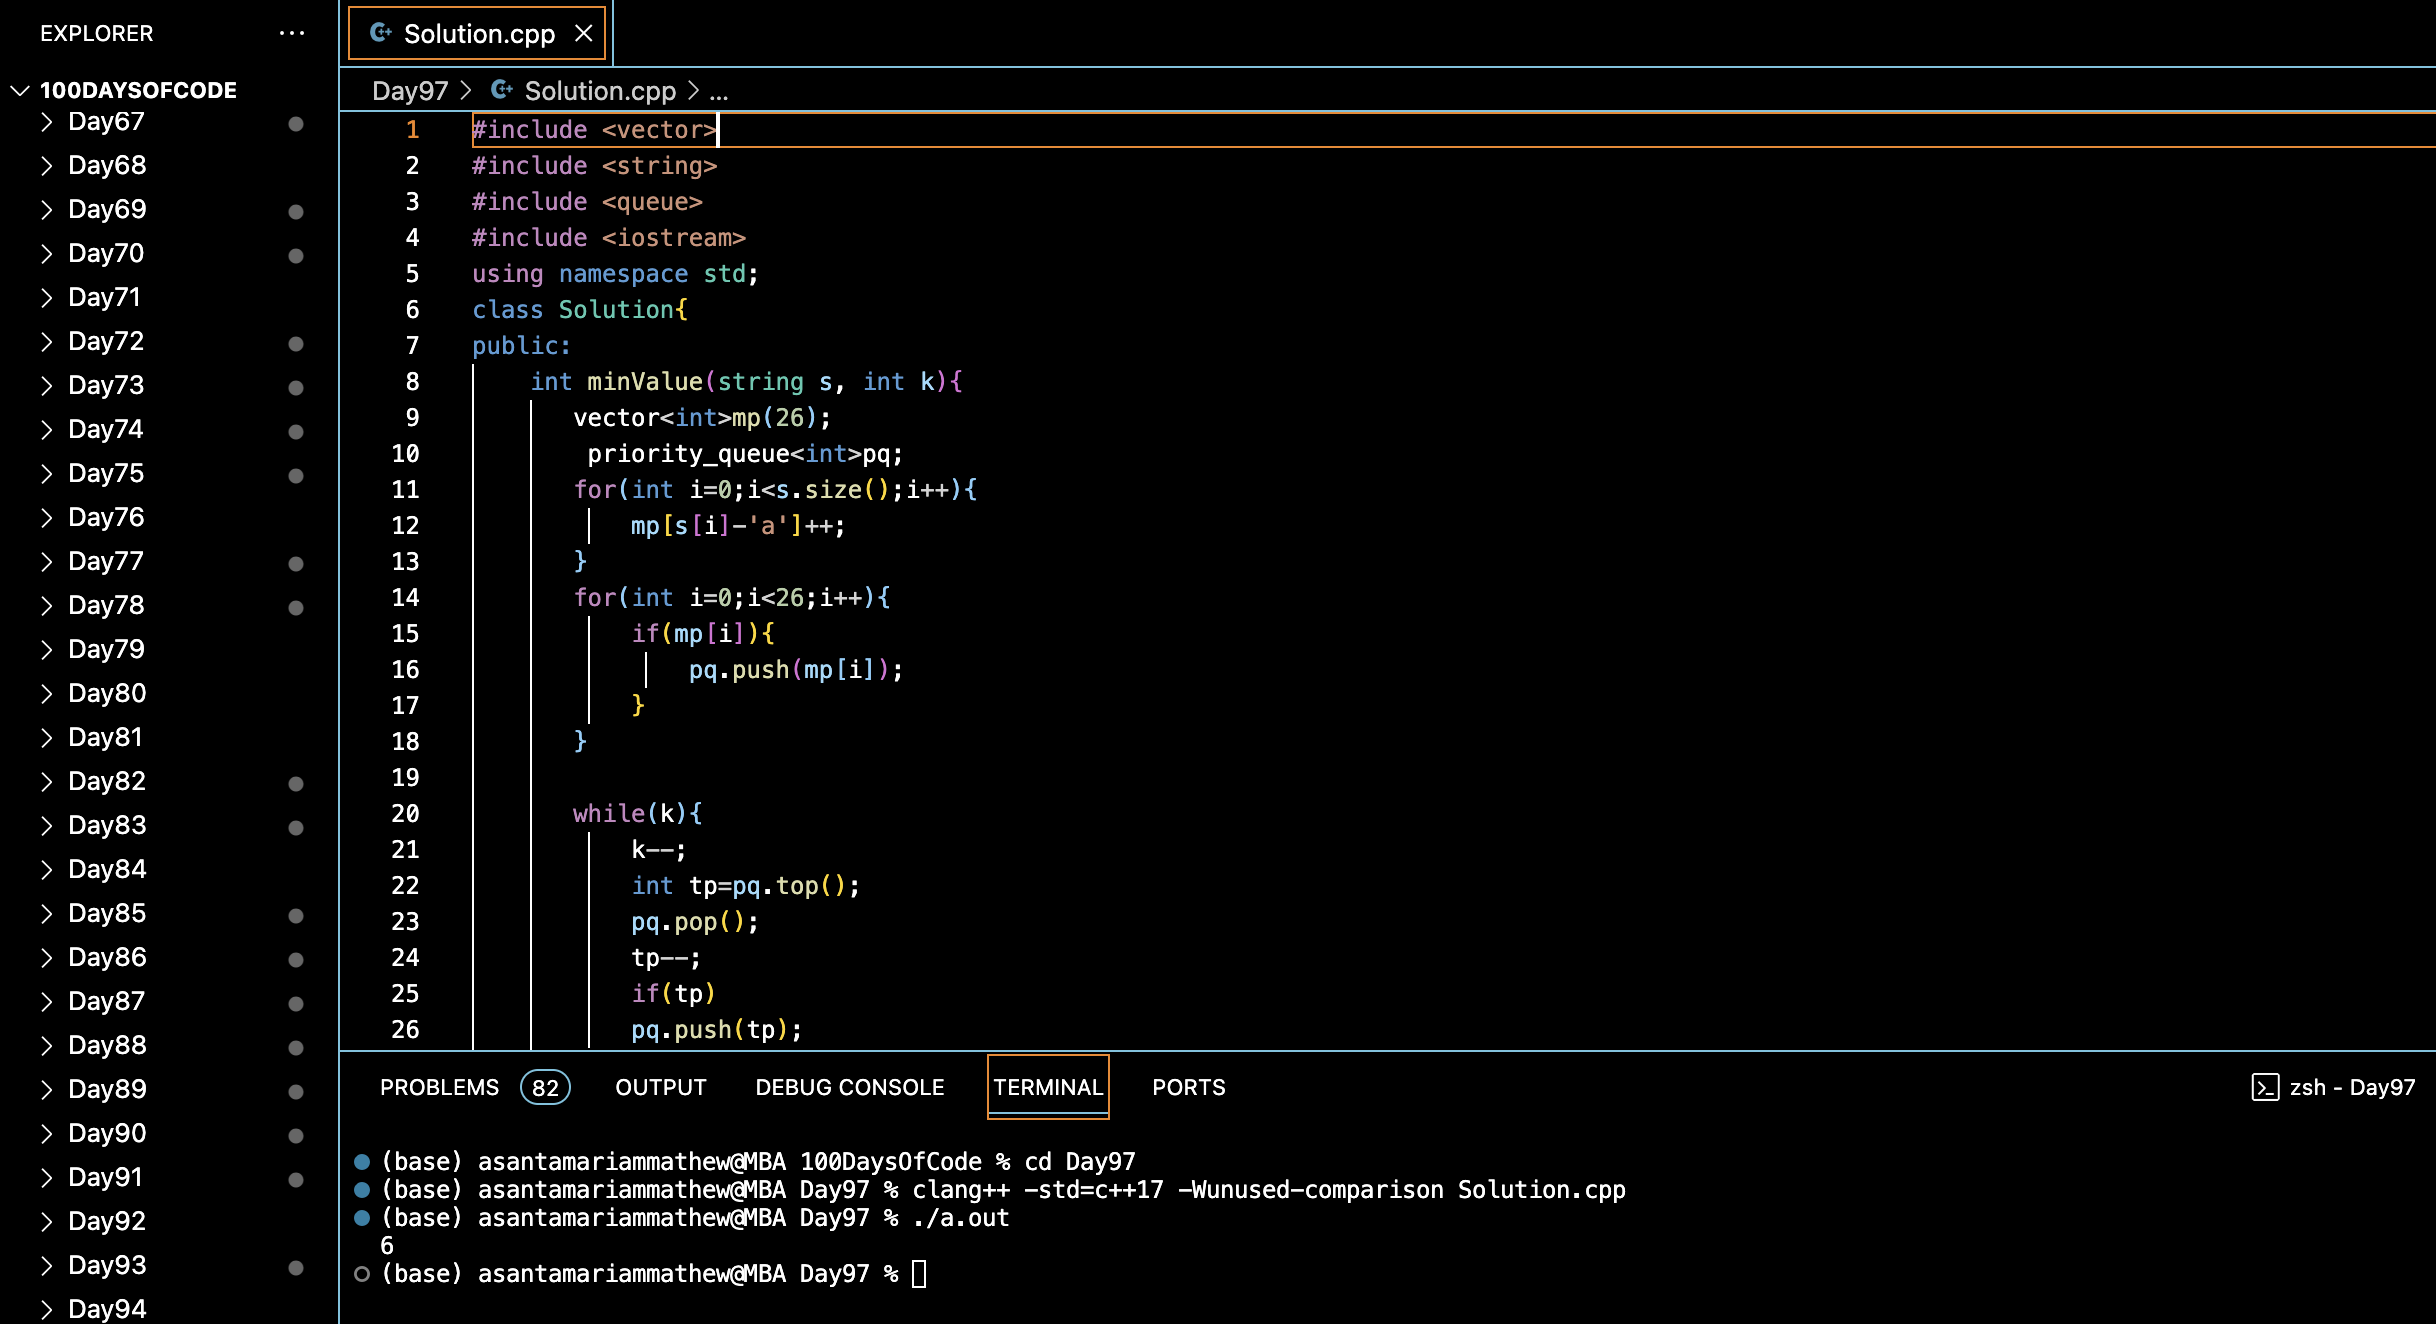 EXPLORER
100DAYSOFCODE
Day67
Day68
Day69
Day70
Day71
Day72
Day73
Day74
Day75
Day76
Day77
Day78
Day79
Day80
Day81
Day82
Day83
Day84
Day85
Day86
Day87
Day88
Day89
Day90
Day91
Day92
Day93
Day94
Solution.cpp
Day97 > Solution.cpp > ...
1 #include <vector>
2 #include <string>
3 #include <queue>
4 #include <iostream>
5 using namespace std;
6 class Solution{
7 public:
8     int minValue(string s, int k){
9        vector<int>mp(26);
10         priority_queue<int>pq;
11        for(int i=0;i<s.size();i++){
12            mp[s[i]-'a']++;
13        }
14        for(int i=0;i<26;i++){
15            if(mp[i]){
16                pq.push(mp[i]);
17            }
18        }
19
20        while(k){
21            k--;
22            int tp=pq.top();
23            pq.pop();
24            tp--;
25            if(tp)
26            pq.push(tp);
PROBLEMS 82 OUTPUT DEBUG CONSOLE TERMINAL PORTS zsh - Day97
(base) asantamariammathew@MBA 100DaysOfCode % cd Day97
(base) asantamariammathew@MBA Day97 % clang++ -std=c++17 -Wunused-comparison Solution.cpp
(base) asantamariammathew@MBA Day97 % ./a.out
6
(base) asantamariammathew@MBA Day97 %